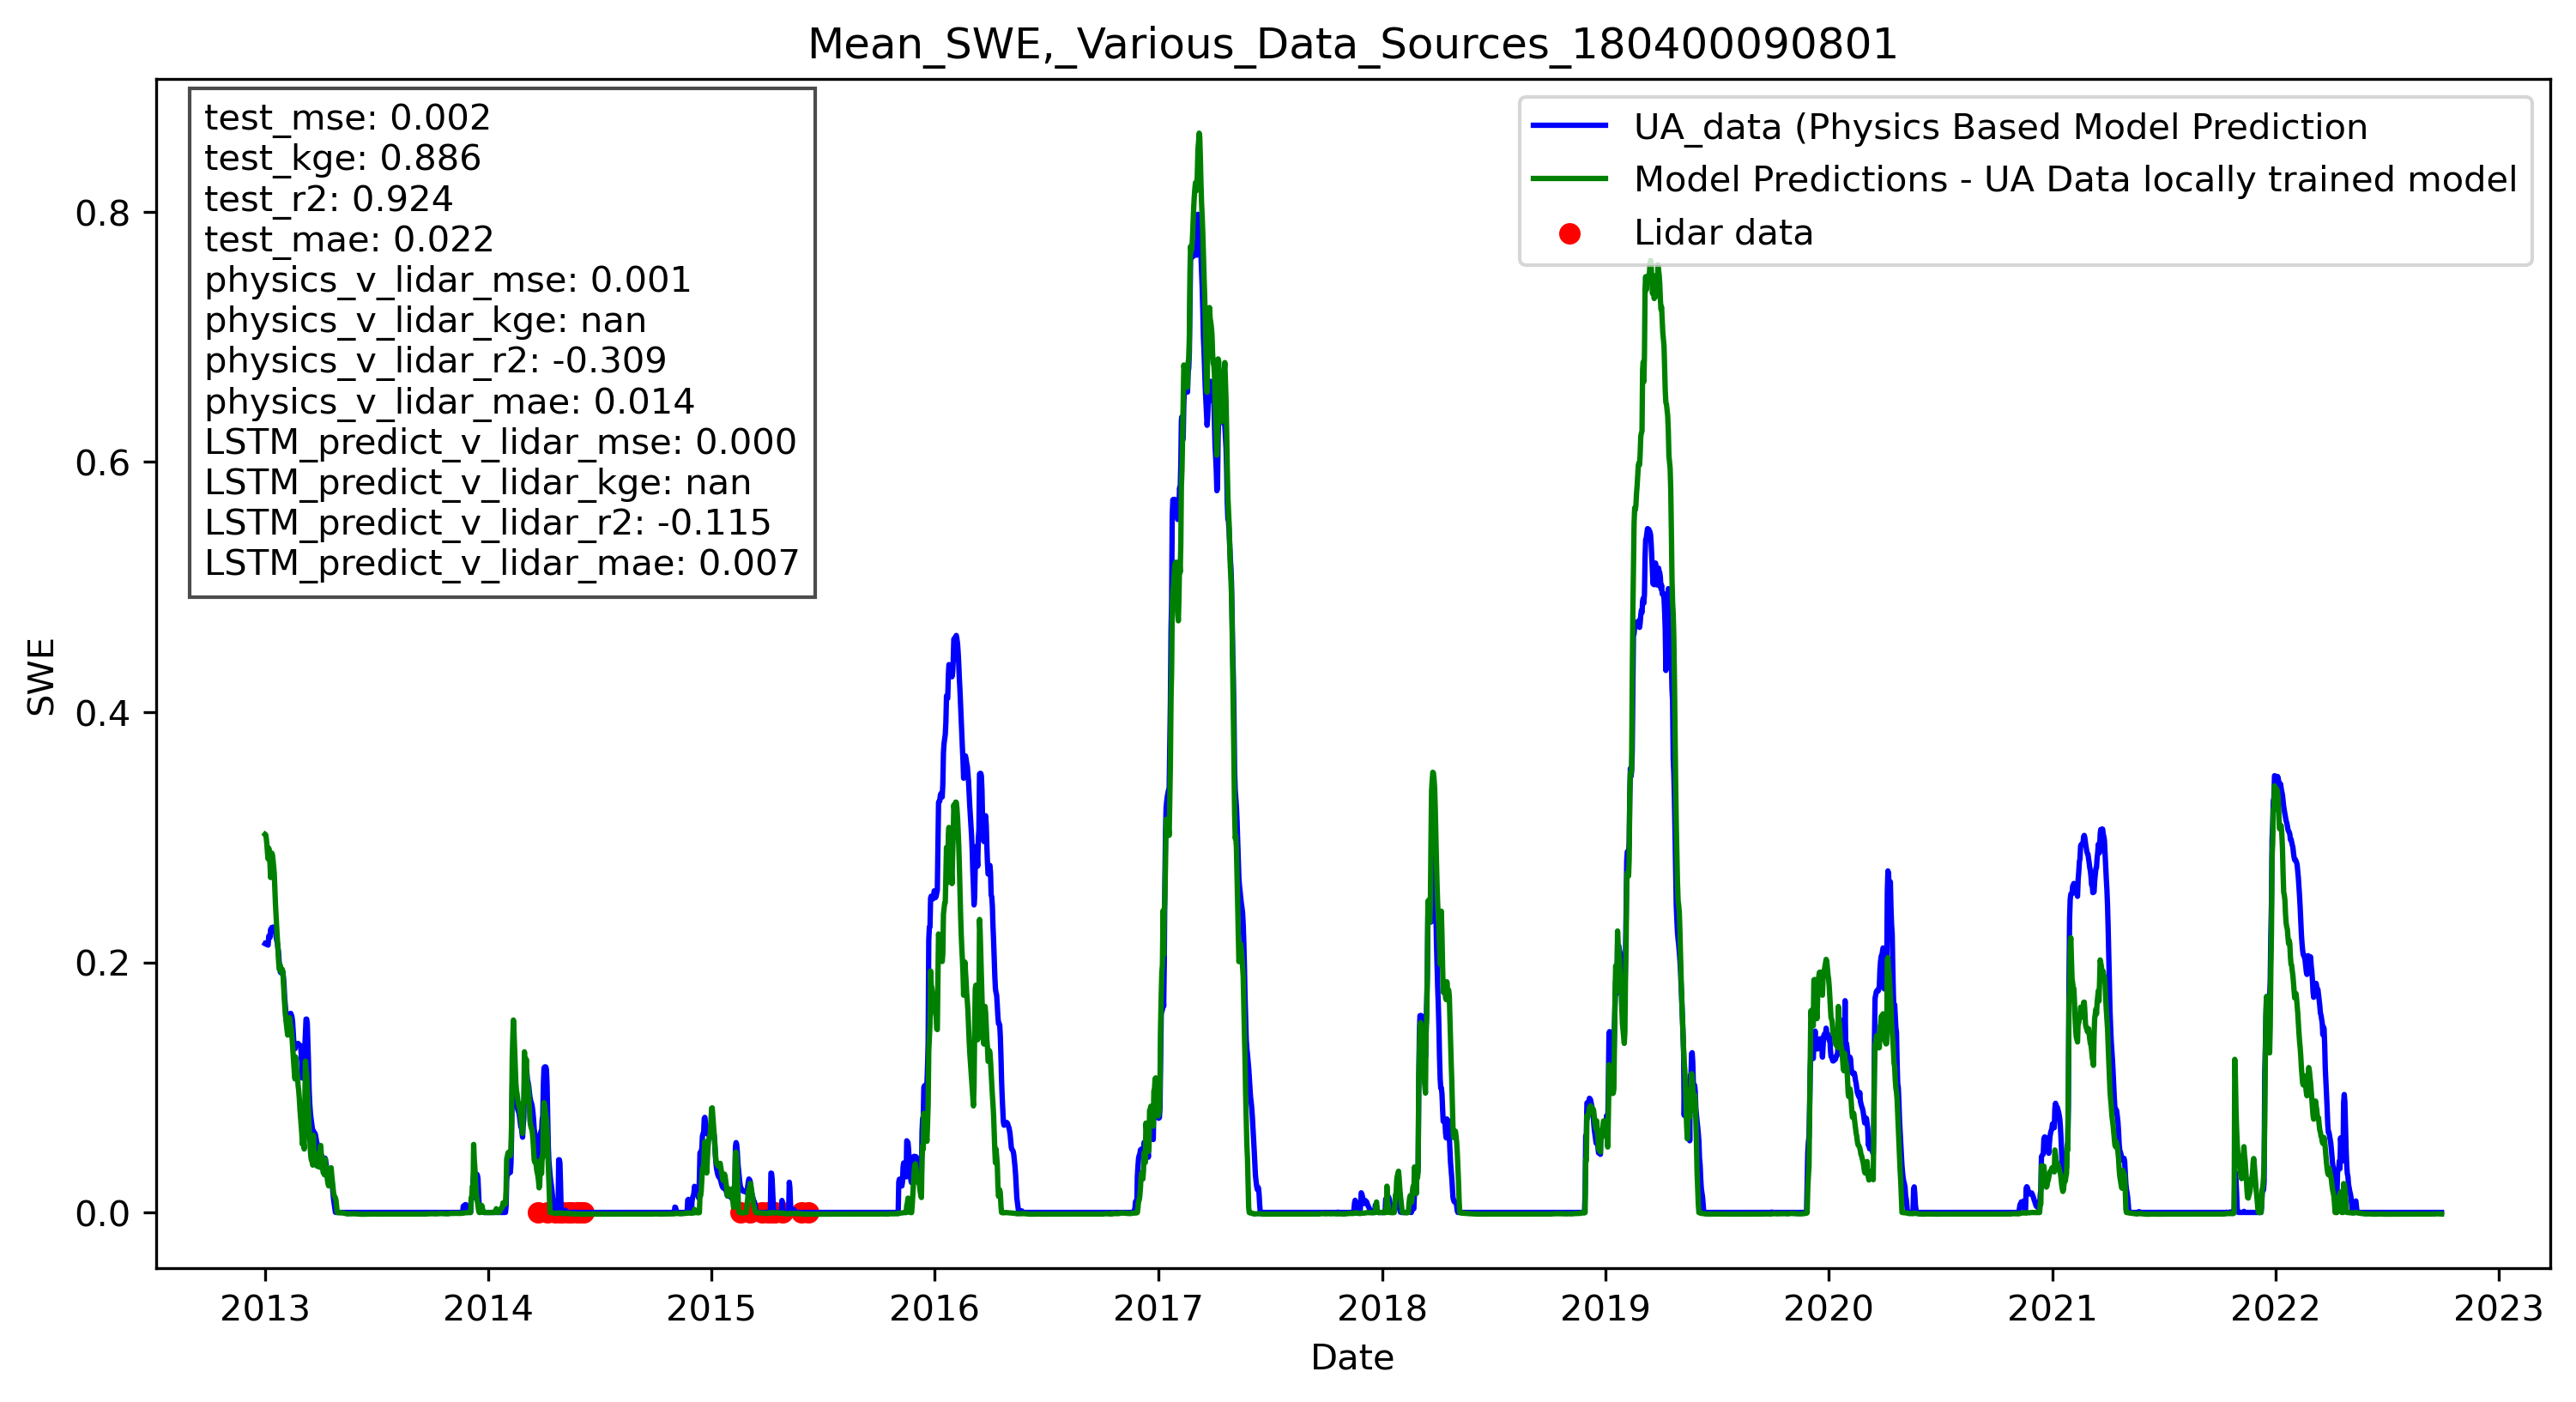 Mean_SWE,_Various_Data_Sources_180400090801
test_mse: 0.002
test_kge: 0.886
test_r2: 0.924
test_mae: 0.022
physics_v_lidar_mse: 0.001
physics_v_lidar_kge: nan
physics_v_lidar_r2: -0.309
physics_v_lidar_mae: 0.014
LSTM_predict_v_lidar_mse: 0.000
LSTM_predict_v_lidar_kge: nan
LSTM_predict_v_lidar_r2: -0.115
LSTM_predict_v_lidar_mae: 0.007
UA_data (Physics Based Model Prediction
Model Predictions - UA Data locally trained model
Lidar data
SWE
0.8
0.6
0.4
0.2
0.0
2013 2014 2015 2016 2017 2018 2019 2020 2021 2022 2023
Date